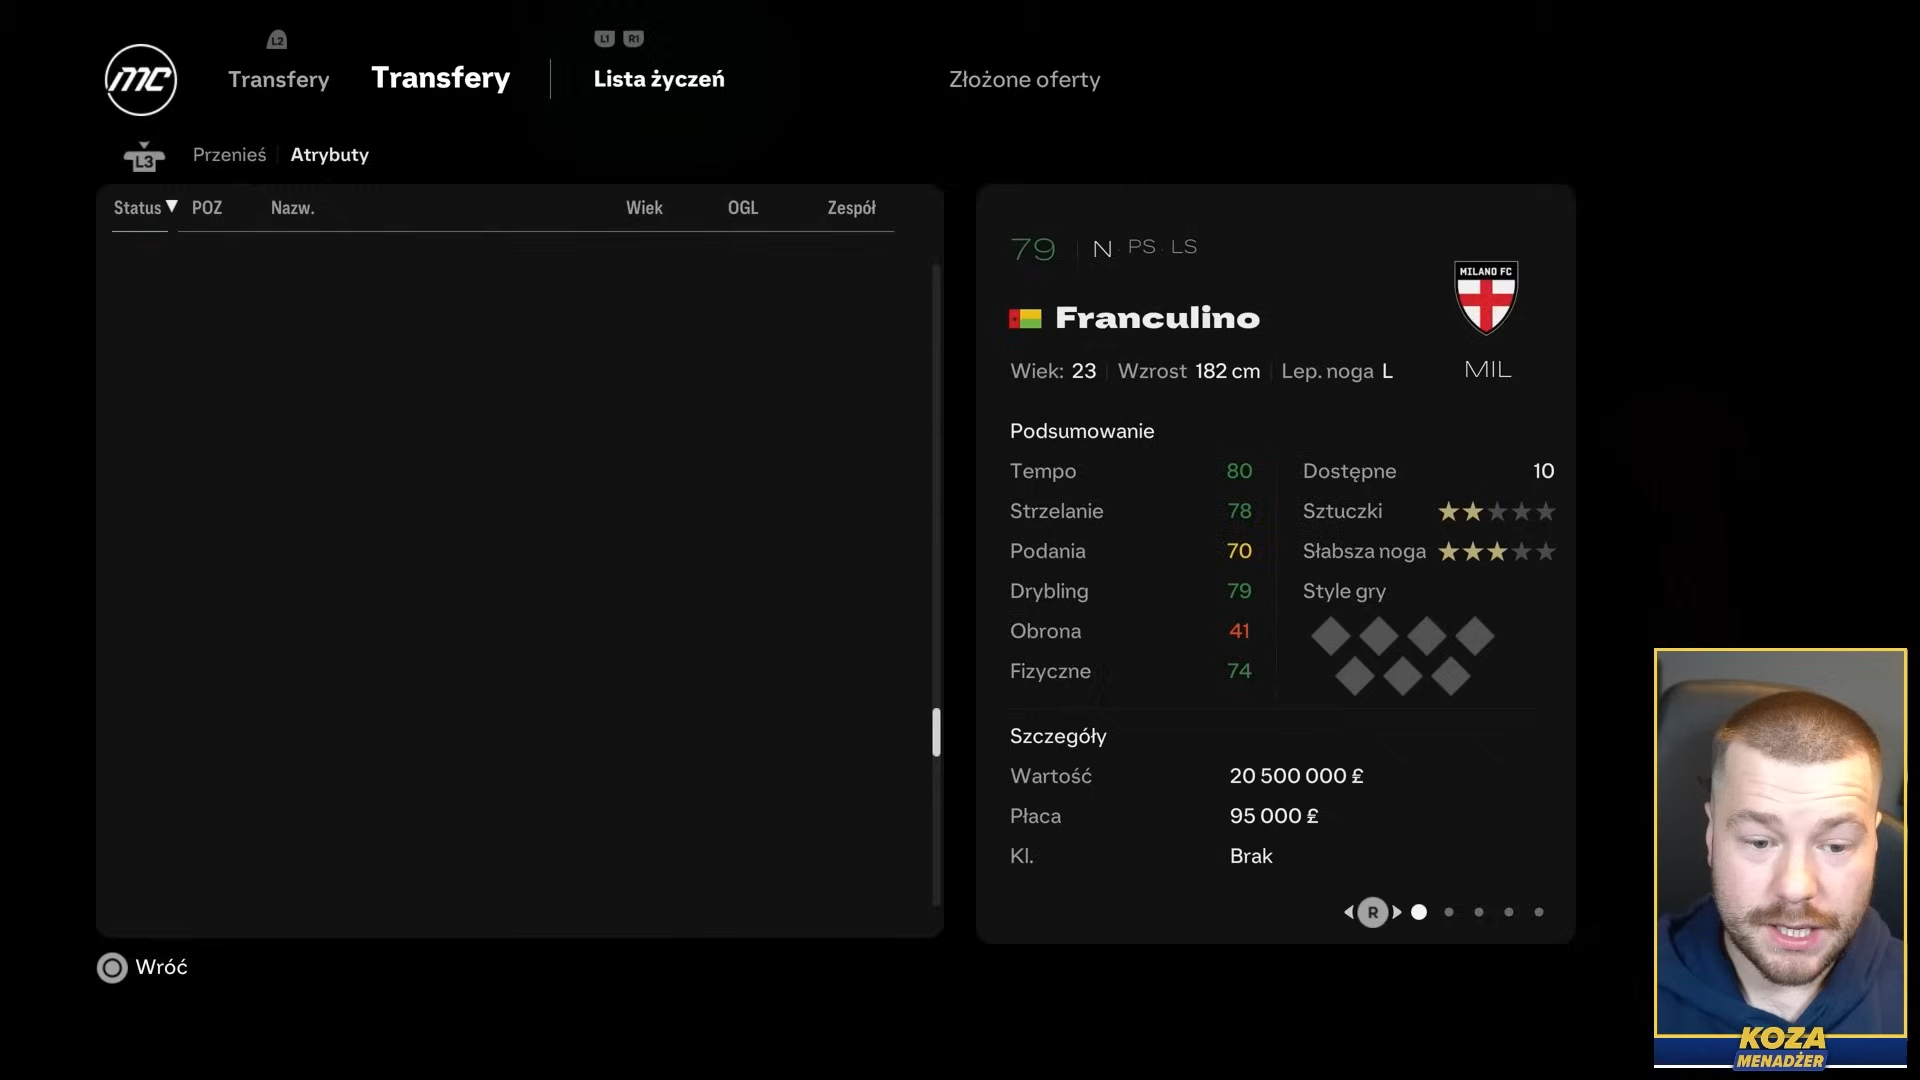 L2
L1 R1
MC
Transfery
Transfery
Lista życzeń
Złożone oferty
L3
Przenieś
Atrybuty
Status ▼ POZ Nazw. Wiek OGL Zespół
79 N PS LS
MILANO FC
Franculino
Wiek: 23 Wzrost 182 cm Lep. noga L
MIL
Podsumowanie
Tempo 80
Strzelanie 78
Podania 70
Drybling 79
Obrona 41
Fizyczne 74
Dostępne 10
Sztuczki
Słabsza noga
Style gry
Szczegóły
Wartość 20 500 000 £
Płaca 95 000 £
Kl. Brak
R
Wróć
KOZA
MENADŻER